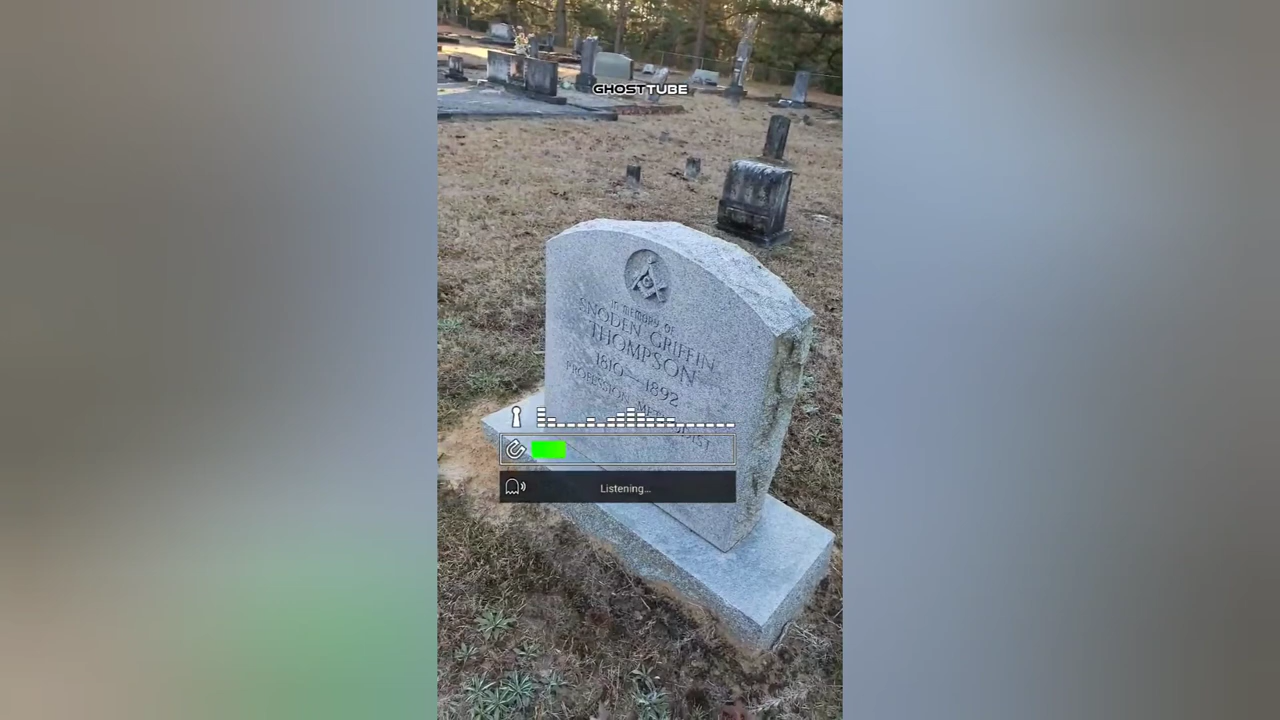 GHOSTTUBE
G
IN MEMORY OF
SNODEN GRIFFIN
THOMPSON
1810 — 1892
Listening...